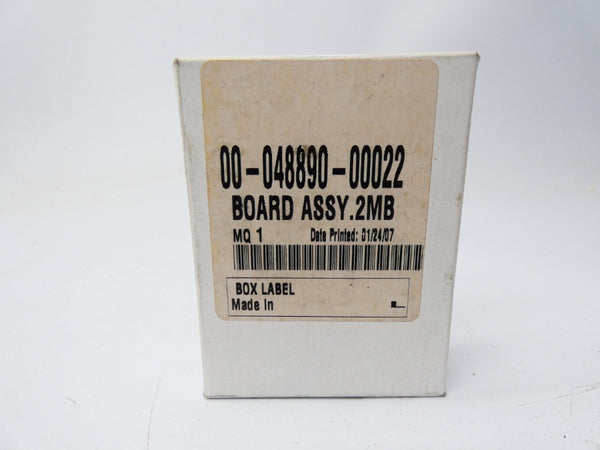 00-048890-00022
BOARD ASSY.2MB
MQ 1 Date Printed: 01/24/07
BOX LABEL
Made In